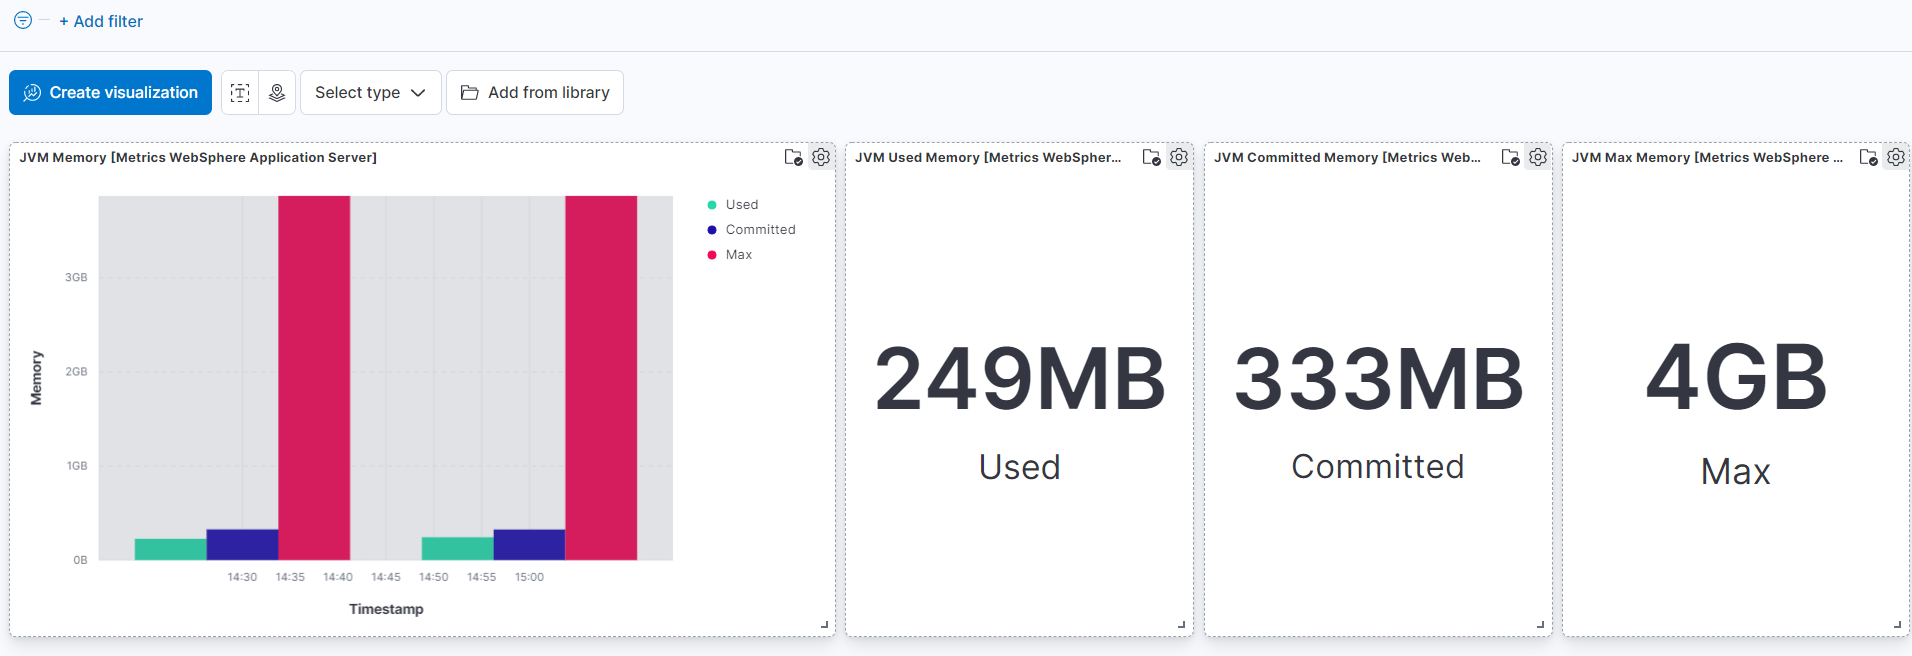 + Add filter
Create visualization
Select type
Add from library
JVM Memory [Metrics WebSphere Application Server]
Used
Committed
Max
3GB
2GB
1GB
0B
Memory
14:30 14:35 14:40 14:45 14:50 14:55 15:00
Timestamp
JVM Used Memory [Metrics WebSpher...
249MB
Used
JVM Committed Memory [Metrics Web...
333MB
Committed
JVM Max Memory [Metrics WebSphere ...
4GB
Max